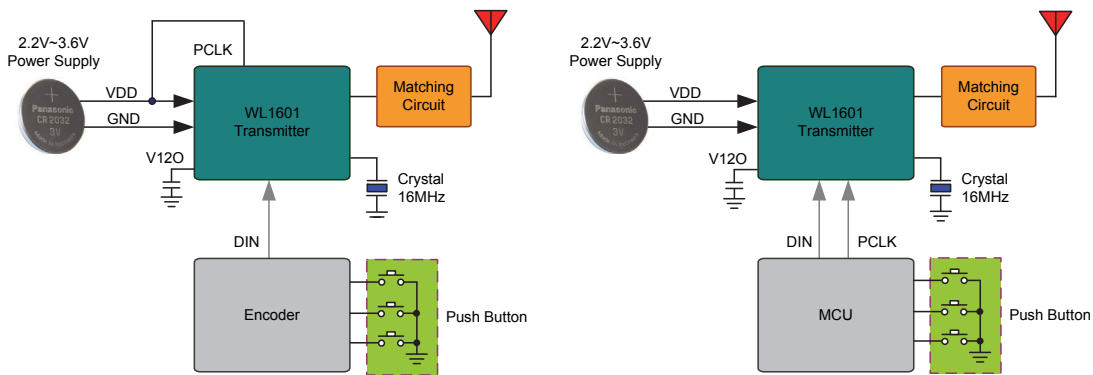 2.2V~3.6V
Power Supply
PCLK
VDD
GND
Panasonic
CR 2032
3V
WL1601
Transmitter
Matching
Circuit
V12O
Crystal
16MHz
DIN
Encoder
Push Button
2.2V~3.6V
Power Supply
VDD
GND
Panasonic
CR 2032
3V
WL1601
Transmitter
Matching
Circuit
V12O
Crystal
16MHz
DIN
PCLK
MCU
Push Button